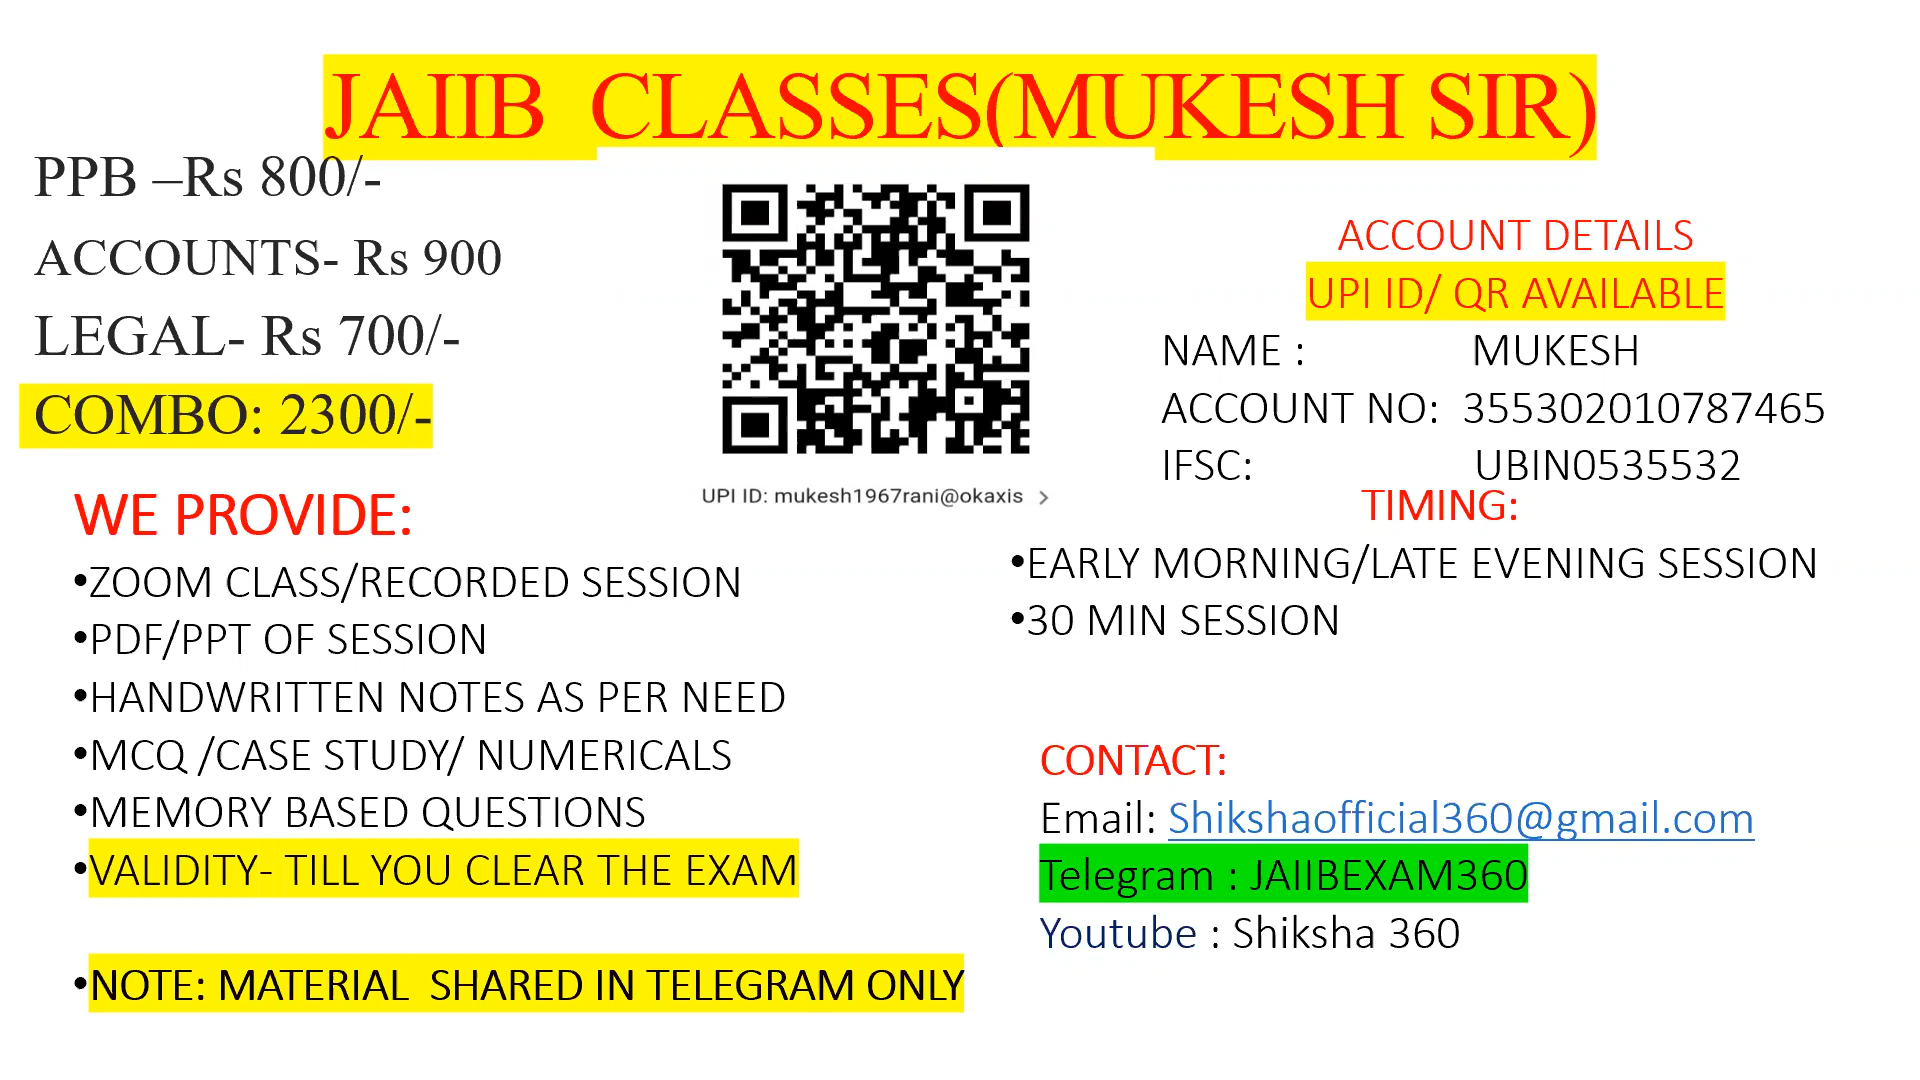 JAIIB CLASSES(MUKESH SIR)
PPB –Rs 800/-
ACCOUNTS- Rs 900
LEGAL- Rs 700/-
COMBO: 2300/-
UPI ID: mukesh1967rani@okaxis
ACCOUNT DETAILS
UPI ID/ QR AVAILABLE
NAME : MUKESH
ACCOUNT NO: 355302010787465
IFSC: UBIN0535532
WE PROVIDE:
•ZOOM CLASS/RECORDED SESSION
•PDF/PPT OF SESSION
•HANDWRITTEN NOTES AS PER NEED
•MCQ /CASE STUDY/ NUMERICALS
•MEMORY BASED QUESTIONS
•VALIDITY- TILL YOU CLEAR THE EXAM
•NOTE: MATERIAL SHARED IN TELEGRAM ONLY
TIMING:
•EARLY MORNING/LATE EVENING SESSION
•30 MIN SESSION
CONTACT:
Email: Shikshaofficial360@gmail.com
Telegram : JAIIBEXAM360
Youtube : Shiksha 360